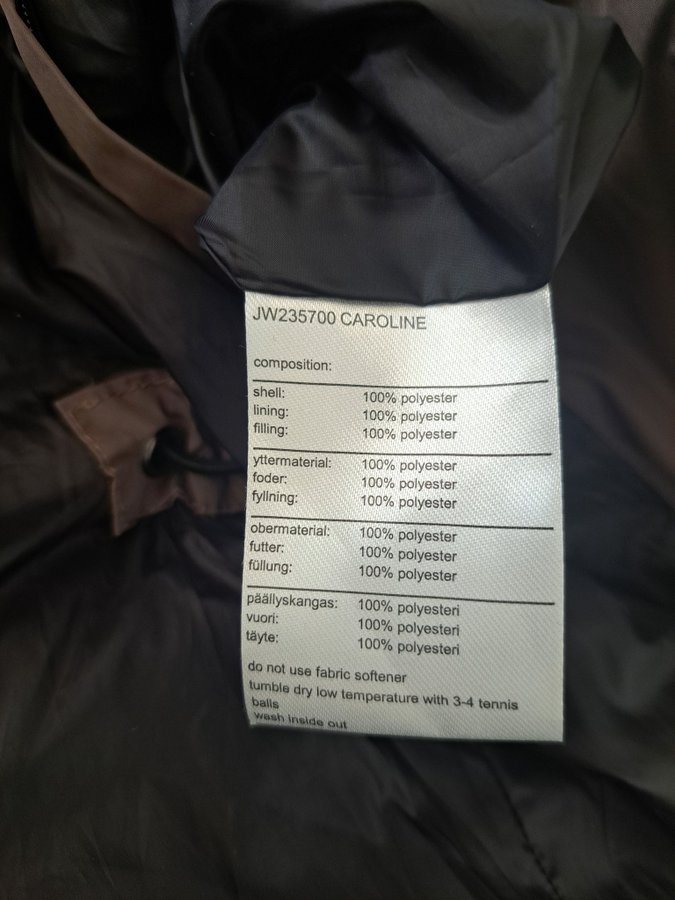 JW235700 CAROLINE
composition:
shell: 100% polyester
lining: 100% polyester
filling: 100% polyester
yttermaterial: 100% polyester
foder: 100% polyester
fyllning: 100% polyester
obermaterial: 100% polyester
futter: 100% polyester
füllung: 100% polyester
päällyskangas: 100% polyesteri
vuori: 100% polyesteri
täyte: 100% polyesteri
do not use fabric softener
tumble dry low temperature with 3-4 tennis
balls
wash inside out